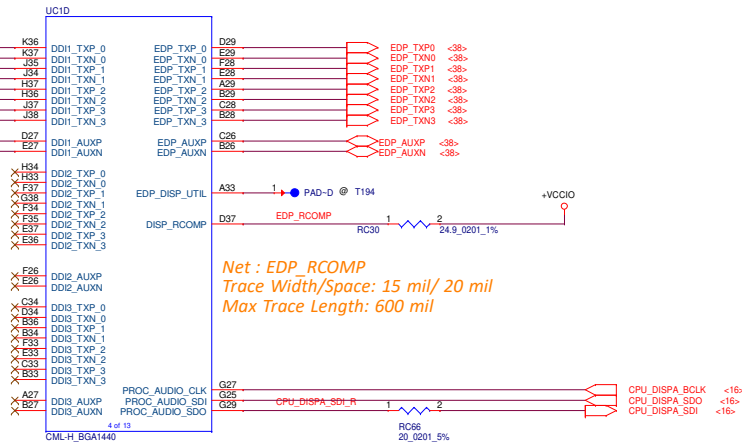 UC1D
K36 DDI1_TXP_0 EDP_TXP_0 D29 EDP_TXP0 <38>
K37 DDI1_TXN_0 EDP_TXN_0 E29 EDP_TXN0 <38>
J35 DDI1_TXP_1 EDP_TXP_1 F28 EDP_TXP1 <38>
J34 DDI1_TXN_1 EDP_TXN_1 E28 EDP_TXN1 <38>
H37 DDI1_TXP_2 EDP_TXP_2 A29 EDP_TXP2 <38>
H36 DDI1_TXN_2 EDP_TXN_2 B29 EDP_TXN2 <38>
J37 DDI1_TXP_3 EDP_TXP_3 C28 EDP_TXP3 <38>
J38 DDI1_TXN_3 EDP_TXN_3 B28 EDP_TXN3 <38>
D27 DDI1_AUXP EDP_AUXP C26 EDP_AUXP <38>
E27 DDI1_AUXN EDP_AUXN B26 EDP_AUXN <38>
H34 DDI2_TXP_0
H33 DDI2_TXN_0
F37 DDI2_TXP_1 EDP_DISP_UTIL A33 1 PAD~D @ T194
G38 DDI2_TXN_1 +VCCIO
F34 DDI2_TXP_2
F35 DDI2_TXN_2 DISP_RCOMP D37 EDP_RCOMP 1 2
E37 DDI2_TXP_3 RC30 24.9_0201_1%
E36 DDI2_TXN_3
Net : EDP_RCOMP
F26 DDI2_AUXP Trace Width/Space: 15 mil/ 20 mil
E26 DDI2_AUXN
Max Trace Length: 600 mil
C34 DDI3_TXP_0
D34 DDI3_TXN_0
B36 DDI3_TXP_1
B34 DDI3_TXN_1
F33 DDI3_TXP_2
E33 DDI3_TXN_2
C33 DDI3_TXP_3
B33 DDI3_TXN_3
PROC_AUDIO_CLK G27 CPU_DISPA_BCLK <16>
A27 DDI3_AUXP PROC_AUDIO_SDI G25 CPU_DISPA_SDI_R CPU_DISPA_SDO <16>
B27 DDI3_AUXN PROC_AUDIO_SDO G29 1 2 CPU_DISPA_SDI <16>
4 of 13
CML-H_BGA1440
RC66
20_0201_5%